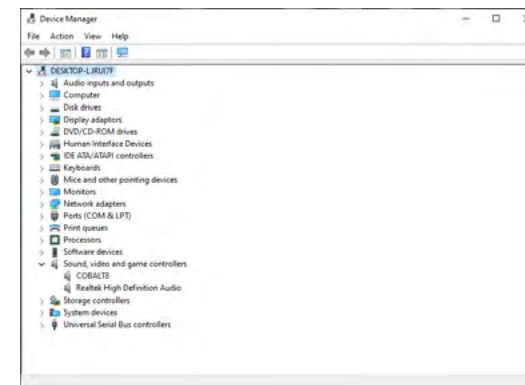 Device Manager
File Action View Help
DESKTOP-LJRUI7F
Audio inputs and outputs
Computer
Disk drives
Display adaptors
DVD/CD-ROM drives
Human Interface Devices
IDE ATA/ATAPI controllers
Keyboards
Mice and other pointing devices
Monitors
Network adapters
Ports (COM & LPT)
Print queues
Processors
Software devices
Sound, video and game controllers
COBALT8
Realtek High Definition Audio
Storage controllers
System devices
Universal Serial Bus controllers